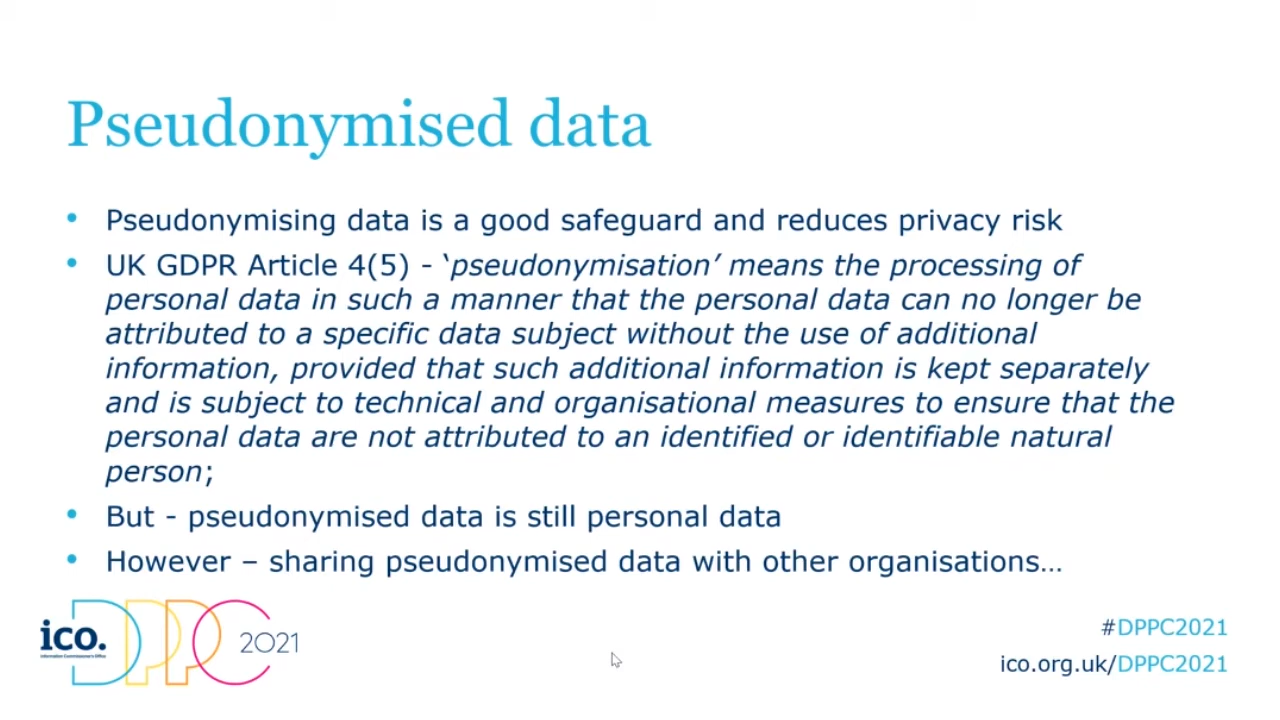 Pseudonymised data
• Pseudonymising data is a good safeguard and reduces privacy risk
• UK GDPR Article 4(5) - ‘pseudonymisation’ means the processing of
personal data in such a manner that the personal data can no longer be
attributed to a specific data subject without the use of additional
information, provided that such additional information is kept separately
and is subject to technical and organisational measures to ensure that the
personal data are not attributed to an identified or identifiable natural
person;
• But - pseudonymised data is still personal data
• However – sharing pseudonymised data with other organisations…
ico.
Information Commissioner's Office
DPPC 2021
#DPPC2021
ico.org.uk/DPPC2021